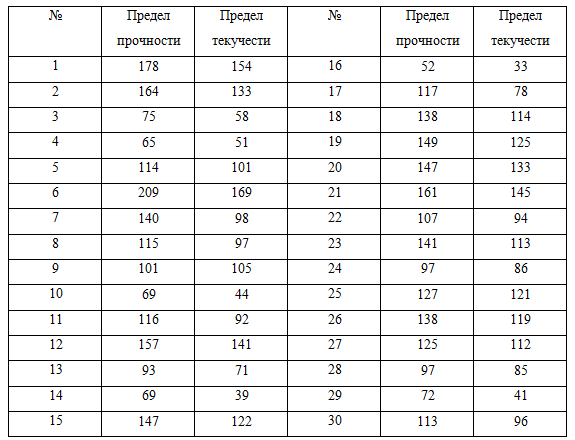 № Предел прочности Предел текучести № Предел прочности Предел текучести
1 178 154 16 52 33
2 164 133 17 117 78
3 75 58 18 138 114
4 65 51 19 149 125
5 114 101 20 147 133
6 209 169 21 161 145
7 140 98 22 107 94
8 115 97 23 141 113
9 101 105 24 97 86
10 69 44 25 127 121
11 116 92 26 138 119
12 157 141 27 125 112
13 93 71 28 97 85
14 69 39 29 72 41
15 147 122 30 113 96